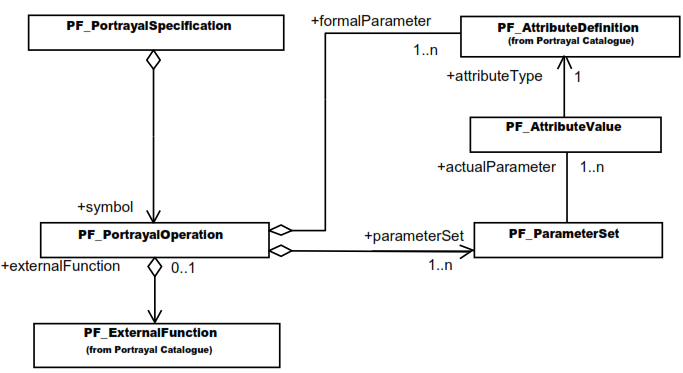 PF_PortrayalSpecification
+formalParameter
PF_AttributeDefinition
(from Portrayal Catalogue)
1..n
+attributeType
1
PF_AttributeValue
+actualParameter
1..n
+symbol
PF_PortrayalOperation
+parameterSet
PF_ParameterSet
1..n
+externalFunction
0..1
PF_ExternalFunction
(from Portrayal Catalogue)